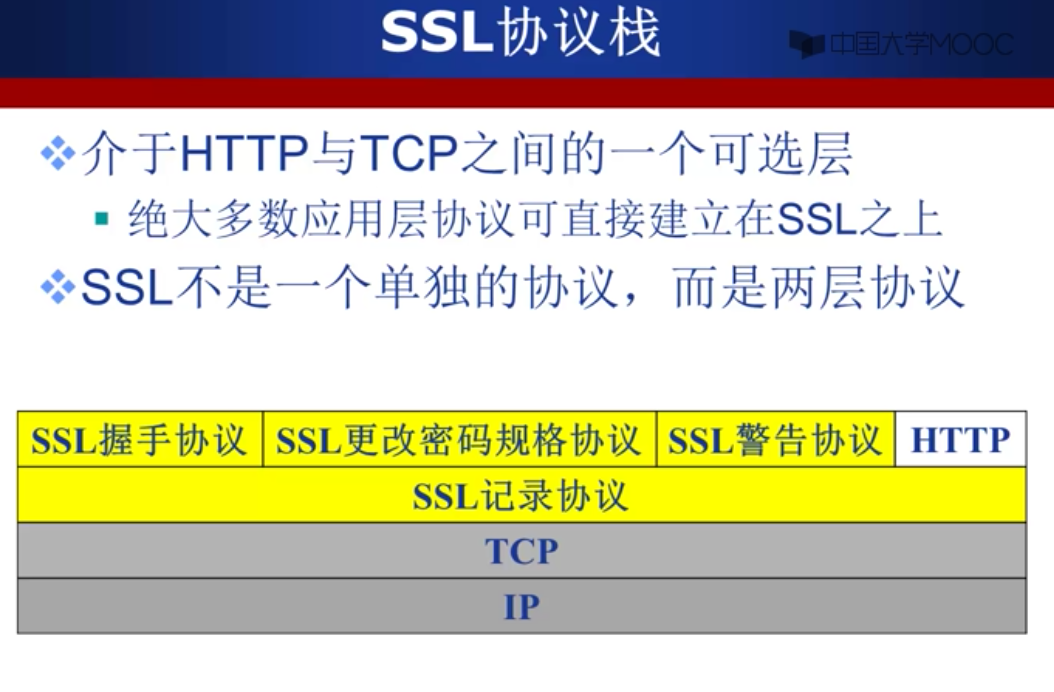 SSL协议栈
中国大学MOOC
介于HTTP与TCP之间的一个可选层
绝大多数应用层协议可直接建立在SSL之上
SSL不是一个单独的协议，而是两层协议
SSL握手协议 SSL更改密码规格协议 SSL警告协议 HTTP
SSL记录协议
TCP
IP